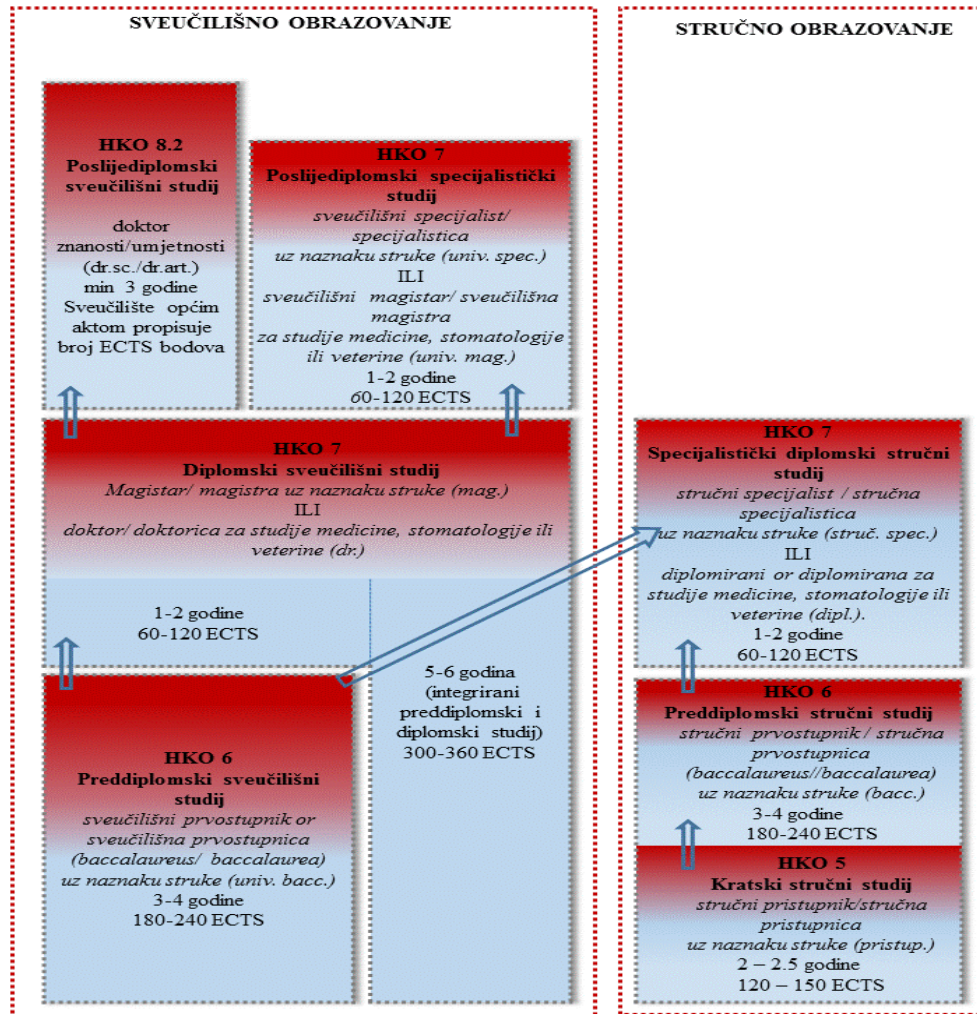 SVEUČILIŠNO OBRAZOVANJE
HKO 8.2
Poslijediplomski
sveučilišni studij
doktor
znanosti/umjetnosti
(dr.sc./dr.art.)
min 3 godine
Sveučilište općim
aktom propisuje
broj ECTS bodova
HKO 7
Poslijediplomski specijalistički
studij
sveučilišni specijalist/
specijalistica
uz naznaku struke (univ. spec.)
ILI
sveučilišni magistar/ sveučilišna
magistra
za studije medicine, stomatologije
ili veterine (univ. mag.)
1-2 godine
60-120 ECTS
HKO 7
Diplomski sveučilišni studij
Magistar/ magistra uz naznaku struke (mag.)
ILI
doktor/ doktorica za studije medicine, stomatologije ili
veterine (dr.)
1-2 godine
60-120 ECTS
5-6 godina
(integrirani
preddiplomski i
diplomski studij)
300-360 ECTS
HKO 6
Preddiplomski sveučilišni
studij
sveučilišni prvostupnik or
sveučilišna prvostupnica
(baccalaureus/ baccalaurea)
uz naznaku struke (univ. bacc.)
3-4 godine
180-240 ECTS
STRUČNO OBRAZOVANJE
HKO 7
Specijalistički diplomski stručni
studij
stručni specijalist / stručna
specijalistica
uz naznaku struke (struč. spec.)
ILI
diplomirani or diplomirana za
studije medicine, stomatologije ili
veterine (dipl.).
1-2 godine
60-120 ECTS
HKO 6
Preddiplomski stručni studij
stručni prvostupnik / stručna
prvostupnica
(baccalaureus//baccalaurea)
uz naznaku struke (bacc.)
3-4 godine
180-240 ECTS
HKO 5
Kratski stručni studij
stručni pristupnik/stručna
pristupnica
uz naznaku struke (pristup.)
2 – 2.5 godine
120 – 150 ECTS